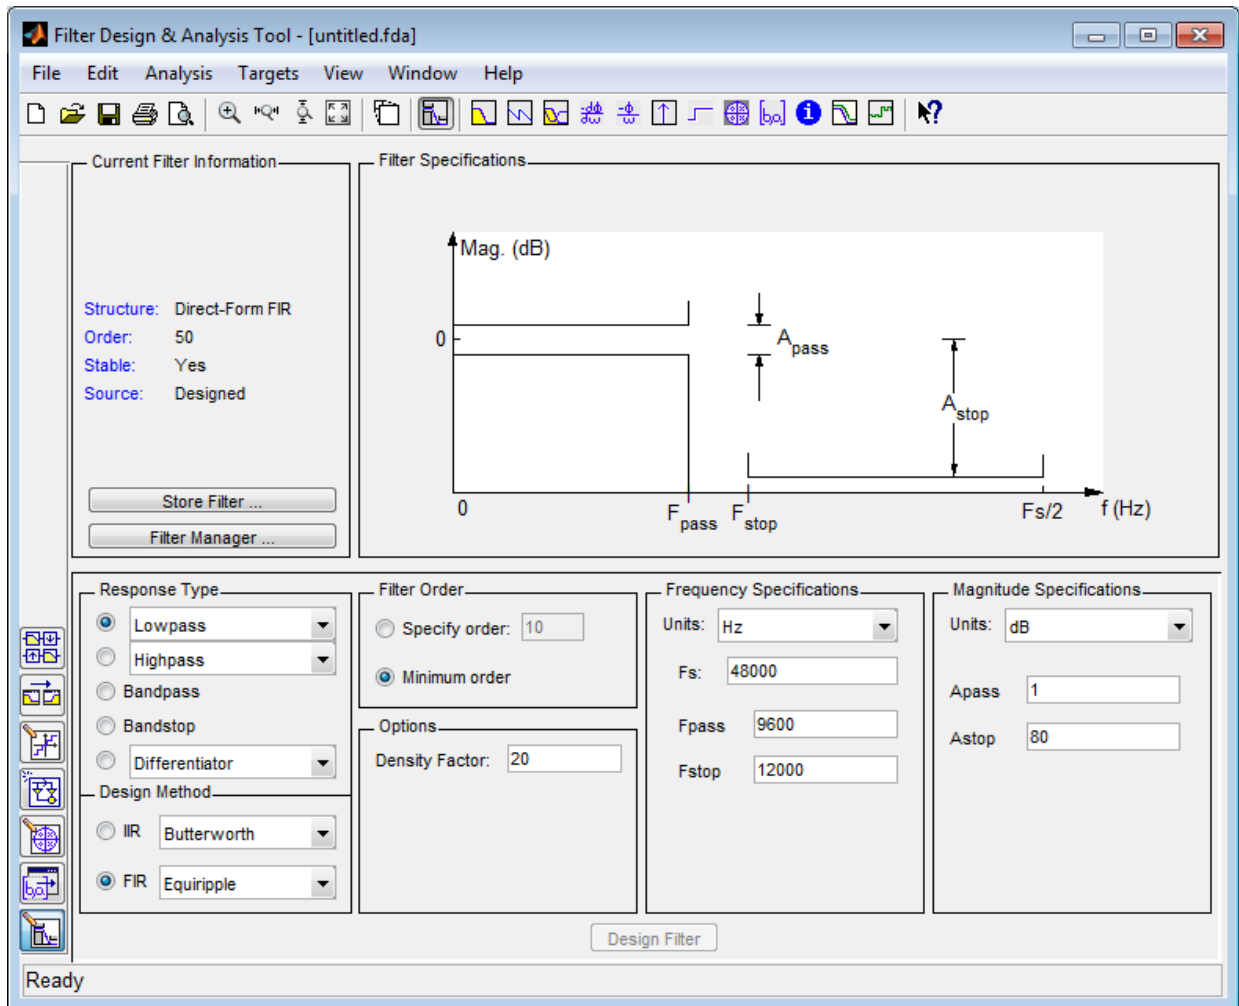 Filter Design & Analysis Tool - [untitled.fda]
File Edit Analysis Targets View Window Help
Current Filter Information
Structure: Direct-Form FIR
Order: 50
Stable: Yes
Source: Designed
Store Filter ...
Filter Manager ...
Filter Specifications
Mag. (dB)
0
A pass
A stop
0
F pass
F stop
Fs/2
f (Hz)
Response Type
Lowpass
Highpass
Bandpass
Bandstop
Differentiator
Design Method
IIR Butterworth
FIR Equiripple
Filter Order
Specify order: 10
Minimum order
Options
Density Factor: 20
Frequency Specifications
Units: Hz
Fs: 48000
Fpass 9600
Fstop 12000
Magnitude Specifications
Units: dB
Apass 1
Astop 80
Design Filter
Ready